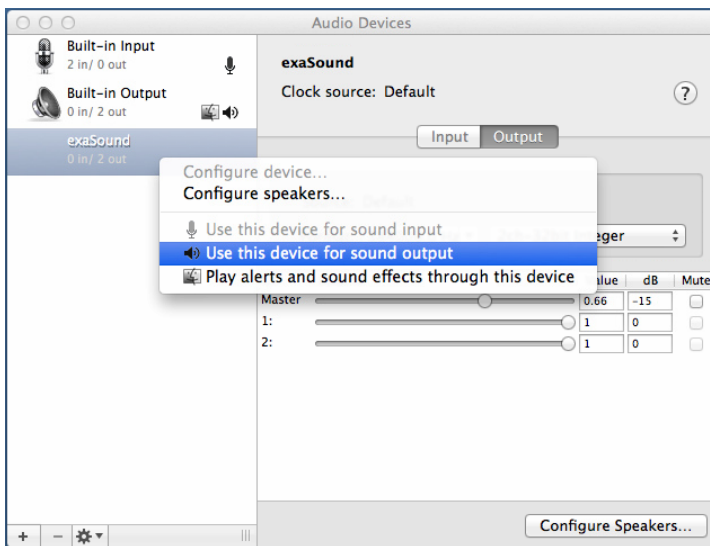 Audio Devices
Built-in Input
2 in/ 0 out
Built-in Output
0 in/ 2 out
exaSound
0 in/ 2 out
exaSound
Clock source: Default
?
Input
Output
Configure device...
Configure speakers...
Use this device for sound input
Use this device for sound output
Play alerts and sound effects through this device
dB Mute
Master 0.66 -15
1: 1 0
2: 1 0
+ −
Configure Speakers...